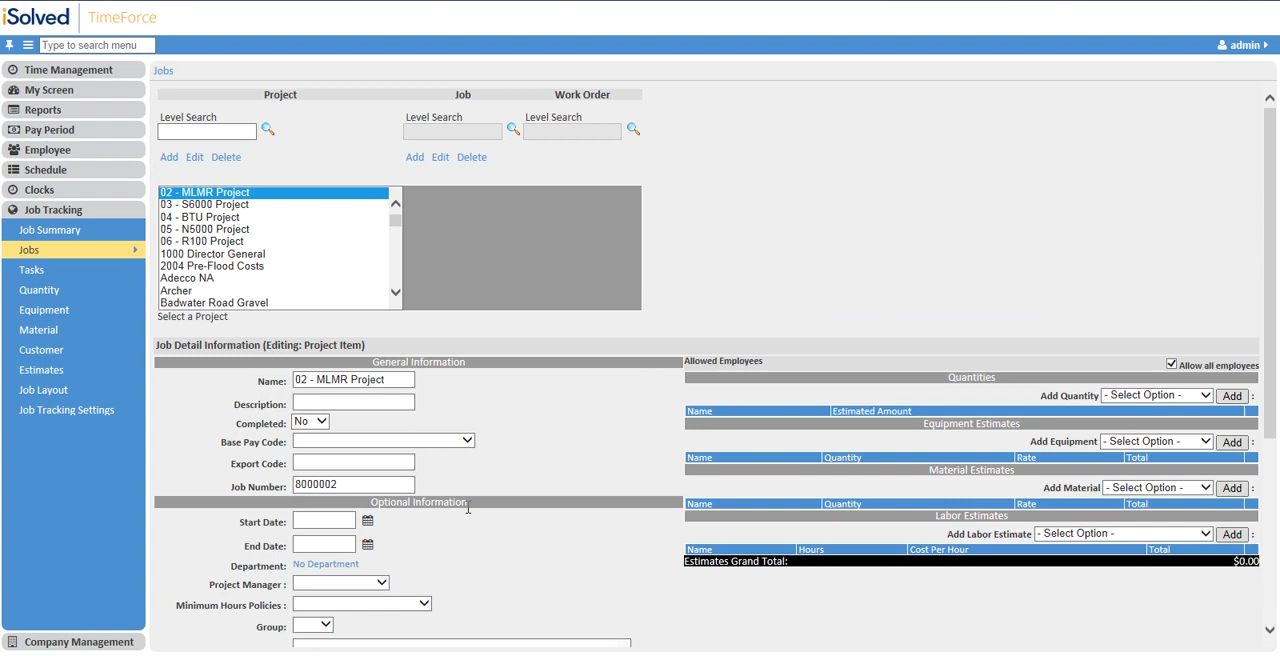 iSolved TimeForce
Type to search menu admin
Time Management
My Screen
Reports
Pay Period
Employee
Schedule
Clocks
Job Tracking
Job Summary
Jobs
Tasks
Quantity
Equipment
Material
Customer
Estimates
Job Layout
Job Tracking Settings
Company Management
Jobs
Project Job Work Order
Level Search Level Search Level Search
Add Edit Delete Add Edit Delete
02 - MLMR Project
03 - S6000 Project
04 - BTU Project
05 - N5000 Project
06 - R100 Project
1000 Director General
2004 Pre-Flood Costs
Adecco NA
Archer
Badwater Road Gravel
Select a Project
Job Detail Information (Editing: Project Item)
General Information
Name: 02 - MLMR Project
Description:
Completed: No
Base Pay Code:
Export Code:
Job Number: 8000002
Optional Information
Start Date:
End Date:
Department: No Department
Project Manager :
Minimum Hours Policies :
Group:
Allowed Employees Allow all employees
Quantities
Add Quantity - Select Option - Add :
Name Estimated Amount
Equipment Estimates
Add Equipment - Select Option - Add :
Name Quantity Rate Total
Material Estimates
Add Material - Select Option - Add :
Name Quantity Rate Total
Labor Estimates
Add Labor Estimate - Select Option - Add :
Name Hours Cost Per Hour Total
Estimates Grand Total: $0.00